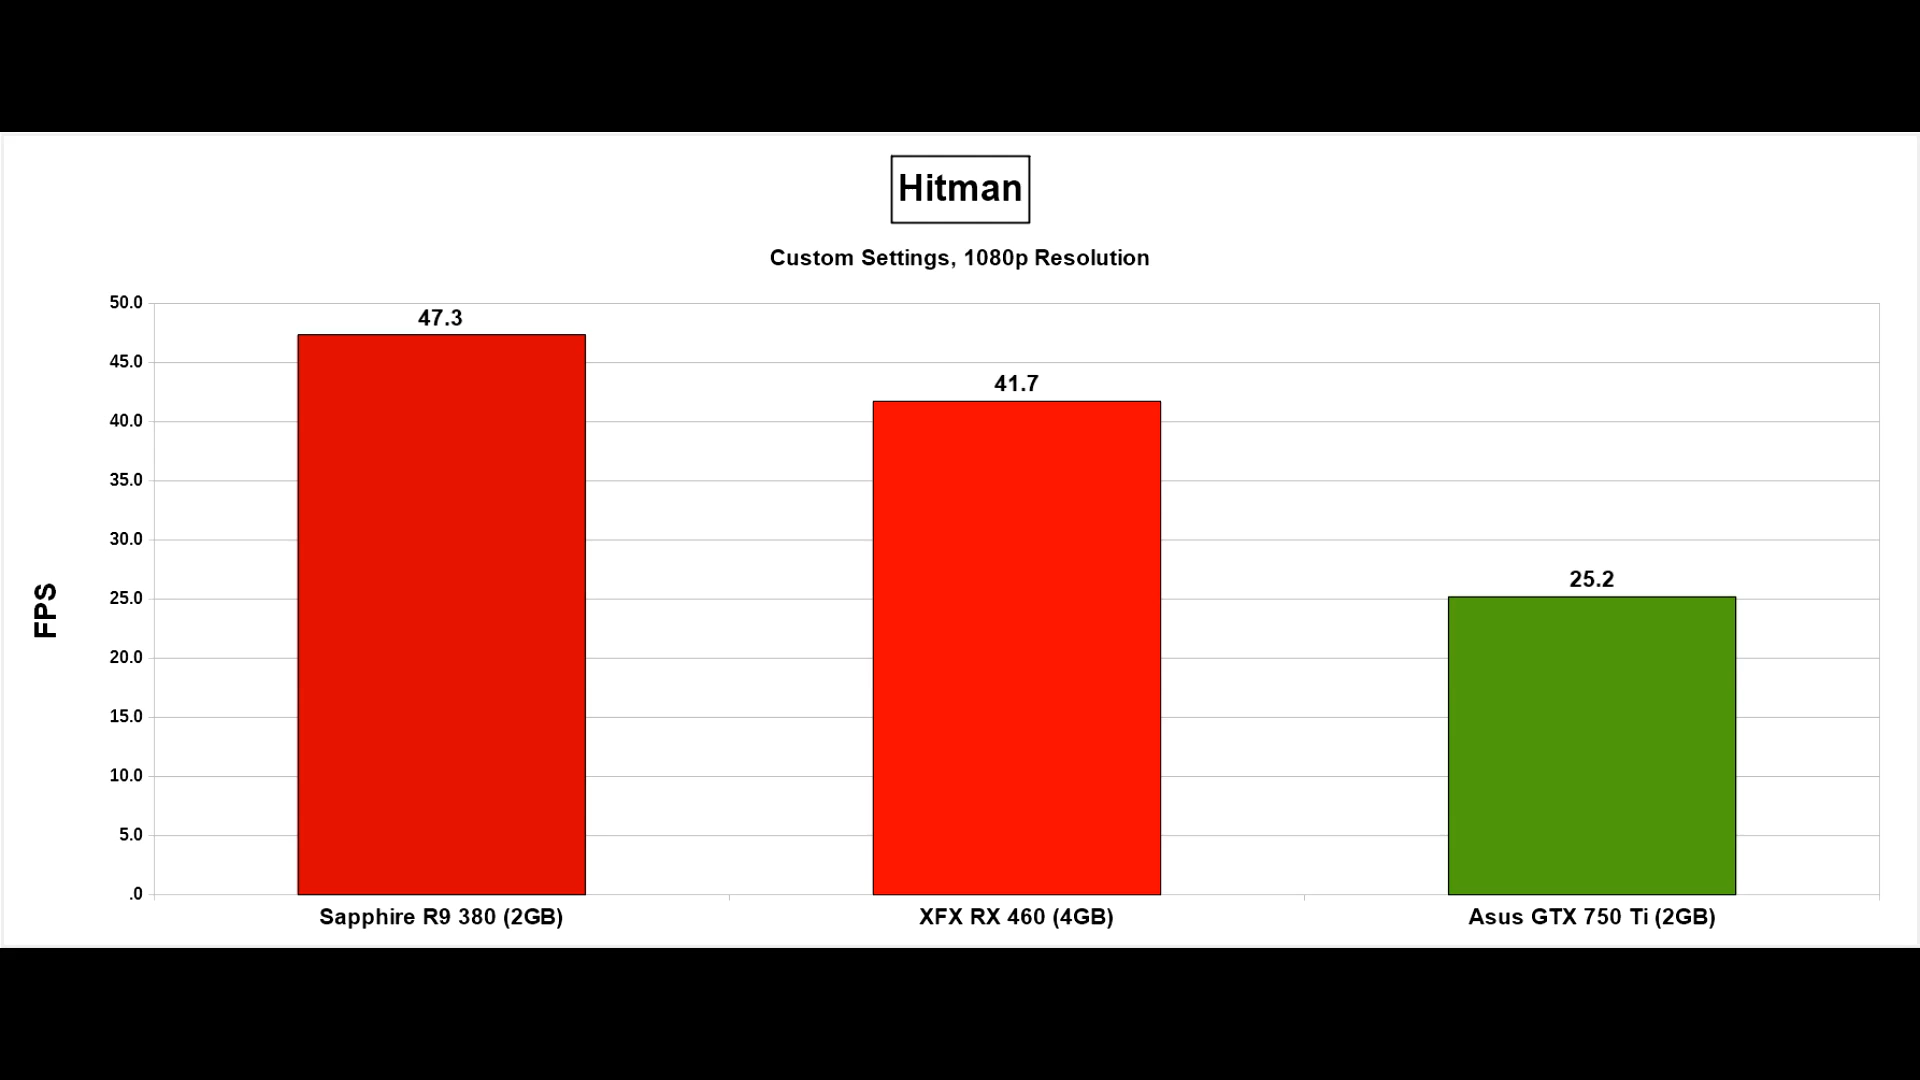 Hitman
Custom Settings, 1080p Resolution
50.0
47.3
45.0
41.7
40.0
35.0
30.0
25.2
25.0
20.0
15.0
10.0
5.0
.0
FPS
Sapphire R9 380 (2GB)
XFX RX 460 (4GB)
Asus GTX 750 Ti (2GB)